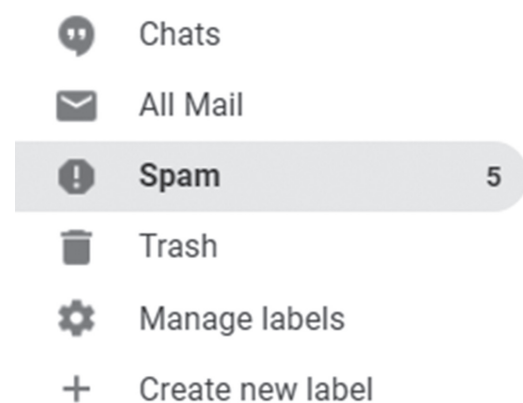 Chats
All Mail
Spam 5
Trash
Manage labels
Create new label